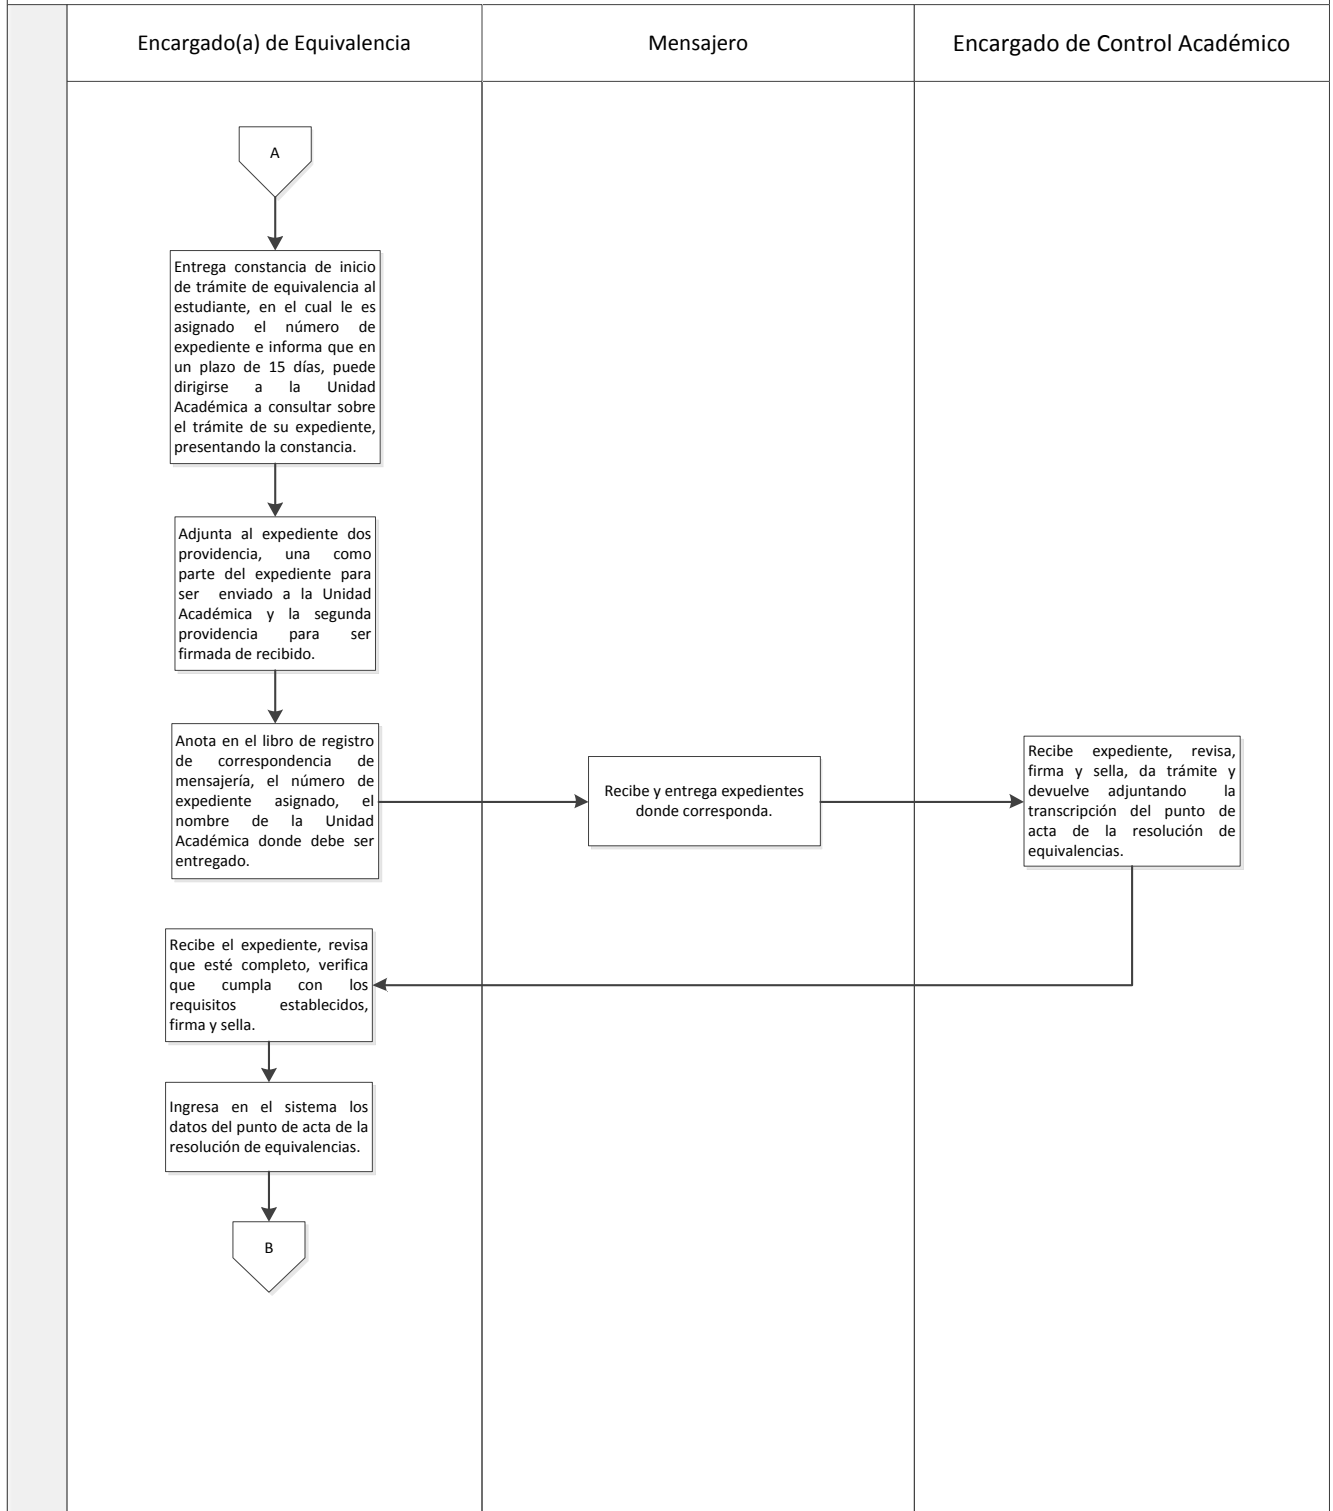 Encargado(a) de Equivalencia
Mensajero
Encargado de Control Académico
A
Entrega constancia de inicio
de trámite de equivalencia al
estudiante, en el cual le es
asignado el número de
expediente e informa que en
un plazo de 15 días, puede
dirigirse a la Unidad
Académica a consultar sobre
el trámite de su expediente,
presentando la constancia.
Adjunta al expediente dos
providencia, una como
parte del expediente para
ser enviado a la Unidad
Académica y la segunda
providencia para ser
firmada de recibido.
Anota en el libro de registro
de correspondencia de
mensajería, el número de
expediente asignado, el
nombre de la Unidad
Académica donde debe ser
entregado.
Recibe y entrega expedientes
donde corresponda.
Recibe expediente, revisa,
firma y sella, da trámite y
devuelve adjuntando la
transcripción del punto de
acta de la resolución de
equivalencias.
Recibe el expediente, revisa
que esté completo, verifica
que cumpla con los
requisitos establecidos,
firma y sella.
Ingresa en el sistema los
datos del punto de acta de la
resolución de equivalencias.
B